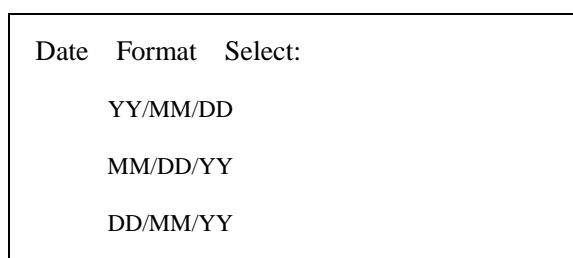 Date Format Select:
YY/MM/DD
MM/DD/YY
DD/MM/YY